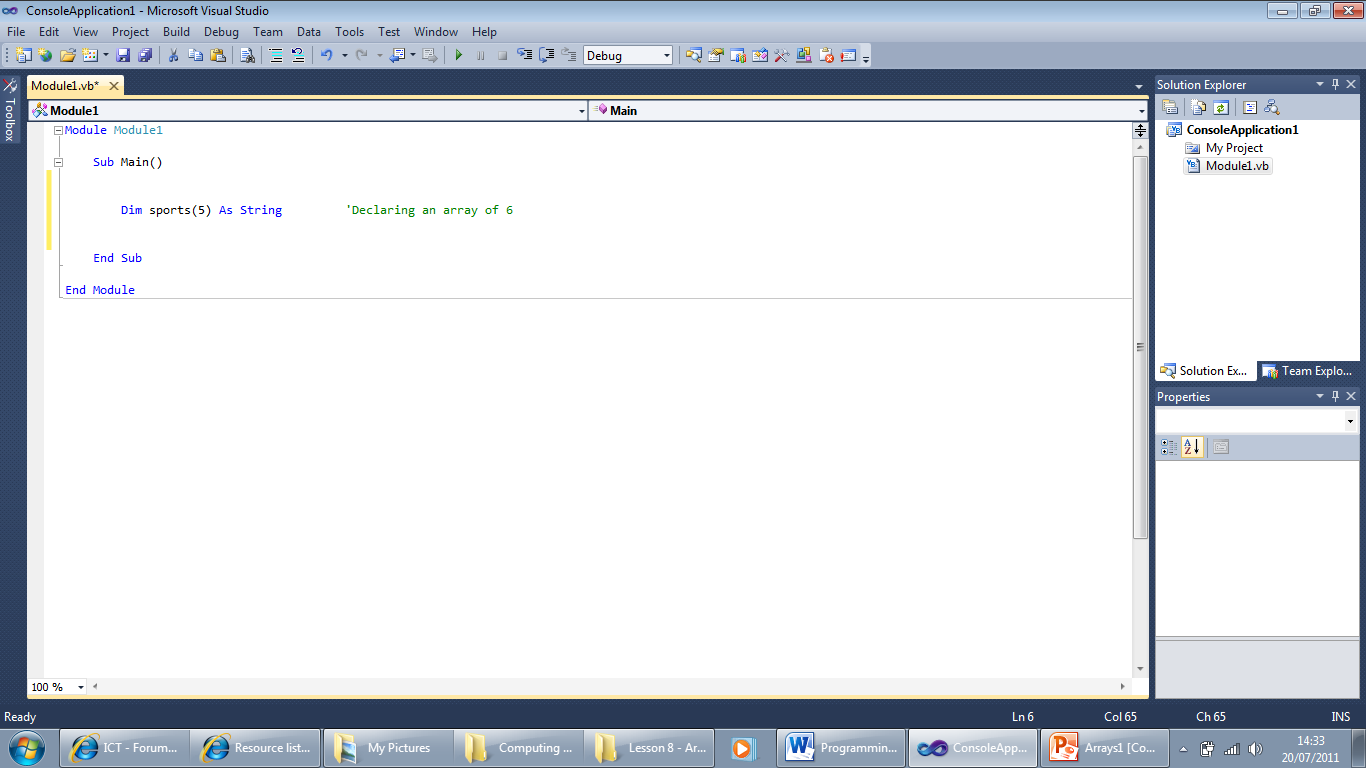 ConsoleApplication1 - Microsoft Visual Studio
File Edit View Project Build Debug Team Data Tools Test Window Help
Debug
Toolbox
Module1.vb*
Module1 Main
Module Module1
Sub Main()
Dim sports(5) As String 'Declaring an array of 6
End Sub
End Module
100 %
Solution Explorer
ConsoleApplication1
My Project
Module1.vb
Solution Ex... Team Explo...
Properties
Ready Ln 6 Col 65 Ch 65 INS
ICT - Forum... Resource list... My Pictures Computing ... Lesson 8 - Ar... Programmin... ConsoleApp... Arrays1 [Co... 14:33
20/07/2011